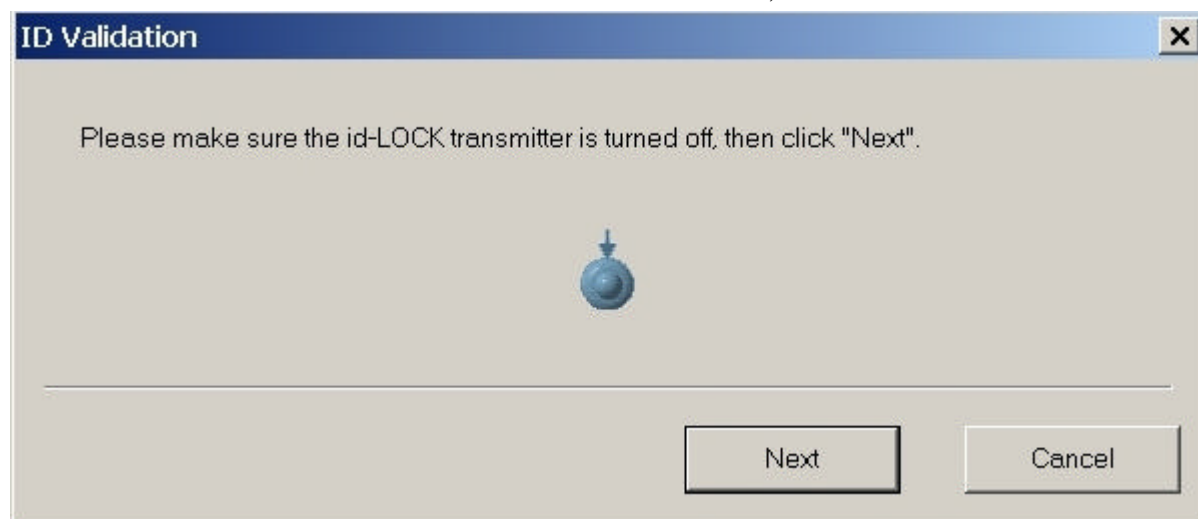 ID Validation
Please make sure the id-LOCK transmitter is turned off, then click "Next".
Next
Cancel